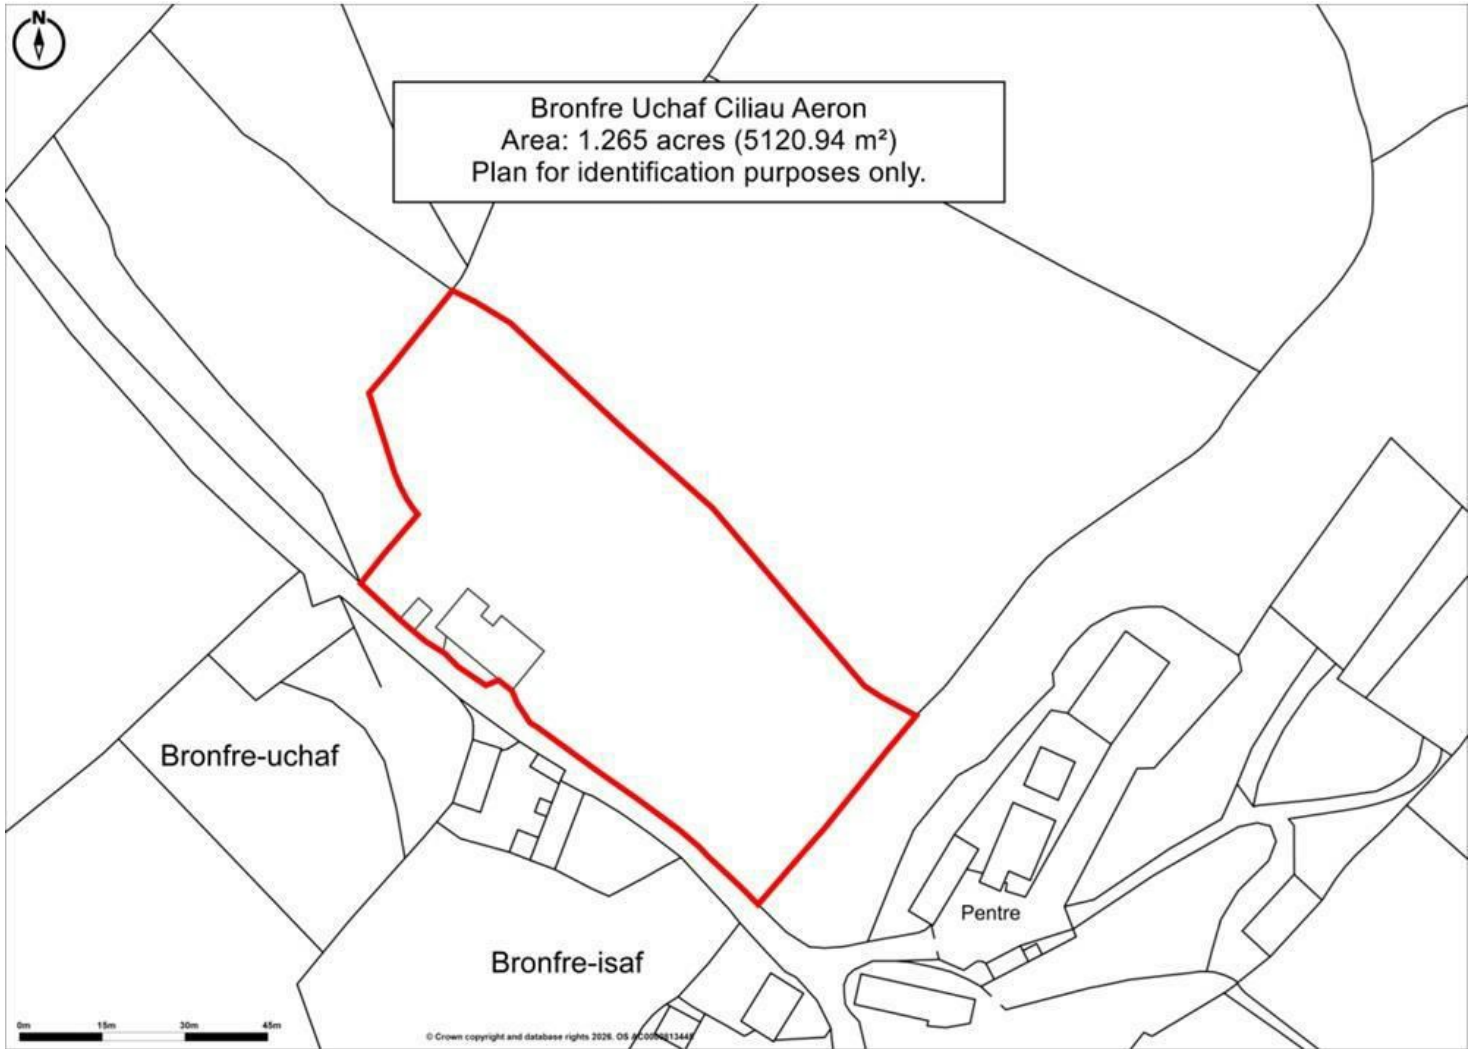 N
Bronfre Uchaf Ciliau Aeron
Area: 1.265 acres (5120.94 m²)
Plan for identification purposes only.
Bronfre-uchaf
Pentre
Bronfre-isaf
0m 15m 30m 45m
© Crown copyright and database rights 2026. OS